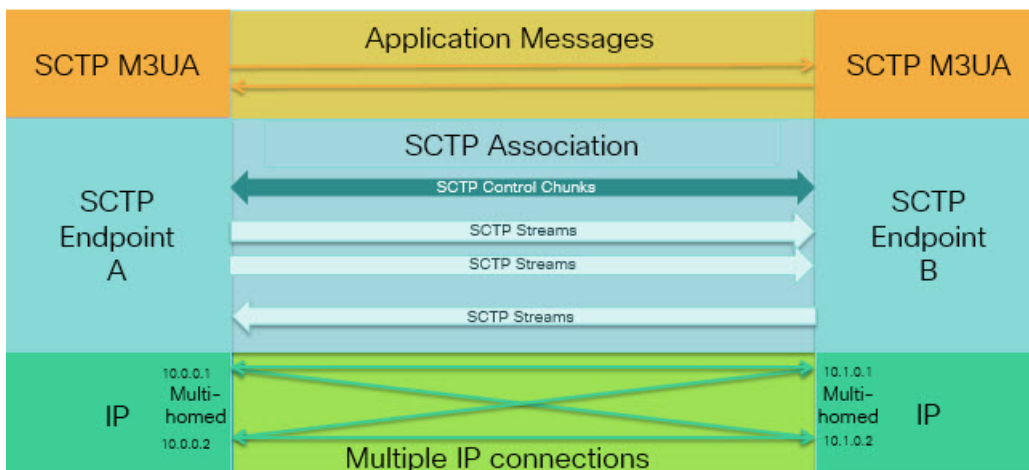 Application Messages
SCTP M3UA
SCTP M3UA
SCTP Association
SCTP Control Chunks
SCTP
Endpoint
A
SCTP Streams
SCTP Streams
SCTP Streams
SCTP
Endpoint
B
10.0.0.1
Multi-
homed
IP
10.0.0.2
10.1.0.1
Multi-
homed
IP
10.1.0.2
Multiple IP connections